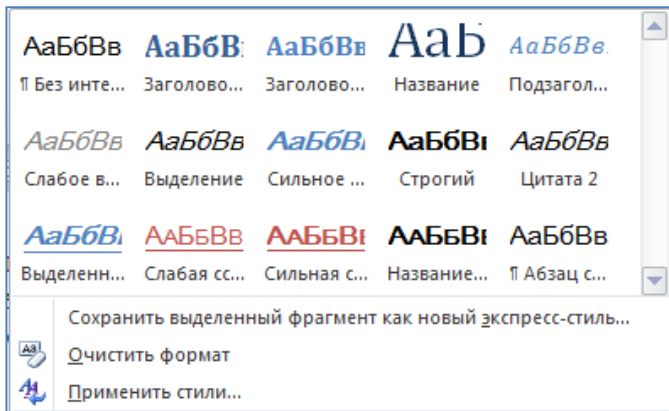 АаБбВв АаБбВ АаБбВв АаЬ АаБбВв
¶ Без инте... Заголово... Заголово... Название Подзагол...
АаБбВв АаБбВв АаБбВ АаБбВ АаБбВв
Слабое в... Выделение Сильное ... Строгий Цитата 2
АаБбВ АаБбВв АаБбВ АаБбВ АаБбВв
Выделенн... Слабая сс... Сильная с... Название... ¶ Абзац с...
Сохранить выделенный фрагмент как новый экспресс-стиль...
Очистить формат
Применить стили...